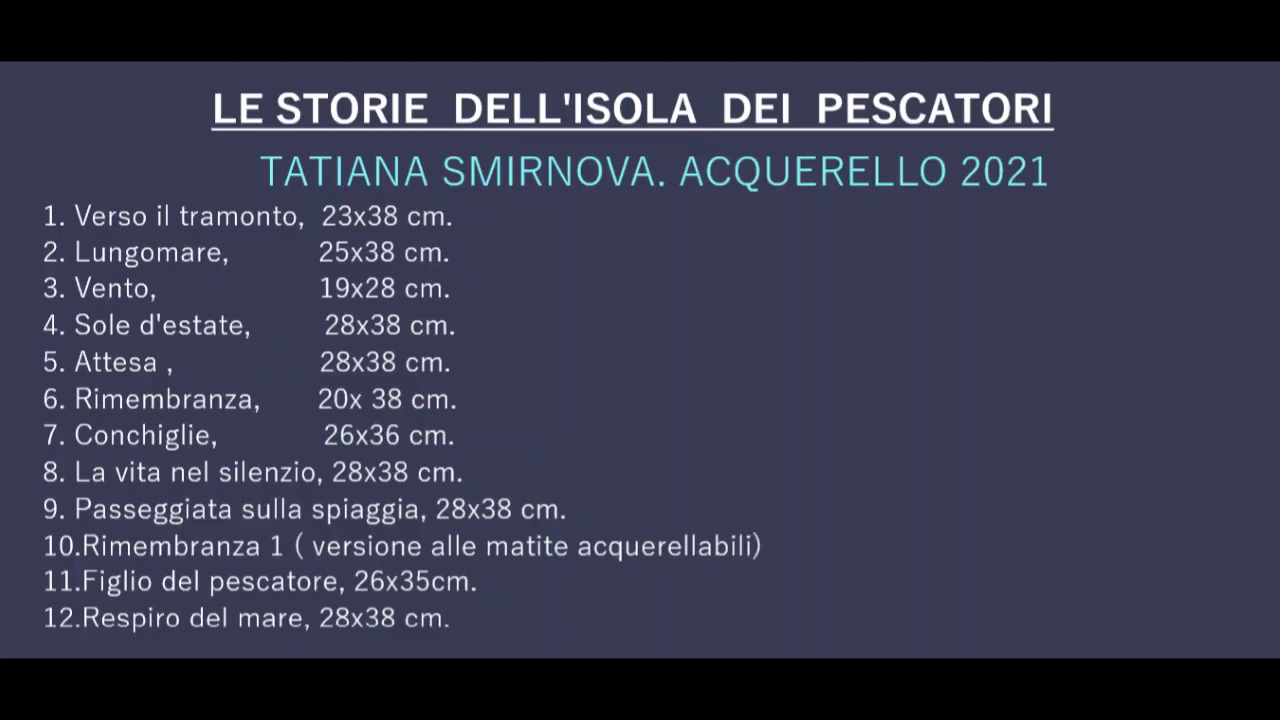 LE STORIE DELL'ISOLA DEI PESCATORI
TATIANA SMIRNOVA. ACQUERELLO 2021
1. Verso il tramonto, 23x38 cm.
2. Lungomare, 25x38 cm.
3. Vento, 19x28 cm.
4. Sole d'estate, 28x38 cm.
5. Attesa , 28x38 cm.
6. Rimembranza, 20x 38 cm.
7. Conchiglie, 26x36 cm.
8. La vita nel silenzio, 28x38 cm.
9. Passeggiata sulla spiaggia, 28x38 cm.
10.Rimembranza 1 ( versione alle matite acquerellabili)
11.Figlio del pescatore, 26x35cm.
12.Respiro del mare, 28x38 cm.